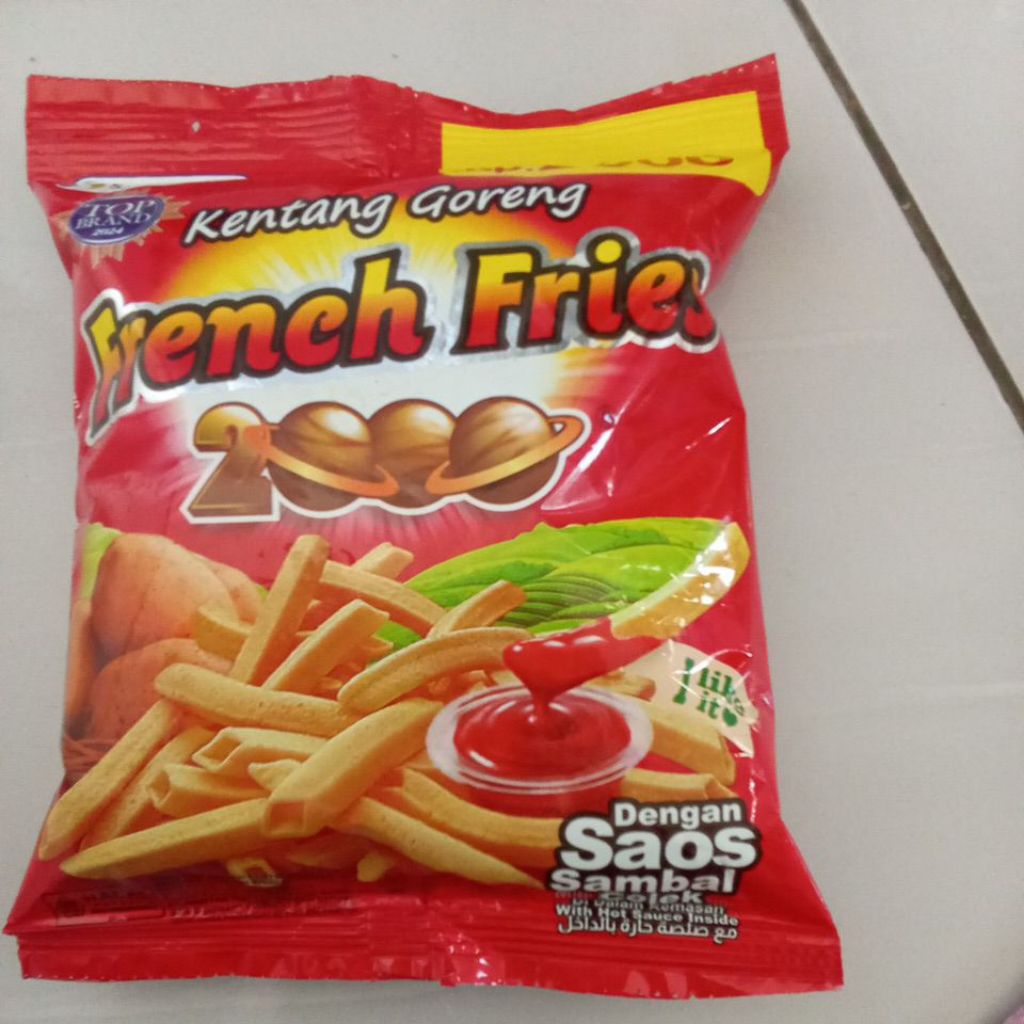 TOP
BRAND
2024
Kentang Goreng
French Fries
2000
I like
it
Dengan
Saos
Sambal
Colek
Di Dalam Kemasan
With Hot Sauce Inside
مع صلصة حارة بالداخل